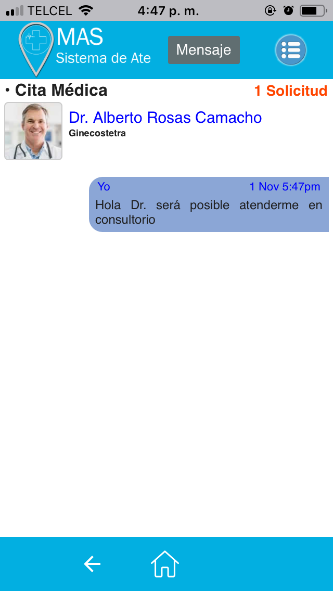 TELCEL 4:47 p. m.
MAS
Sistema de Ate
Mensaje
· Cita Médica 1 Solicitud
Dr. Alberto Rosas Camacho
Ginecostetra
Yo 1 Nov 5:47pm
Hola Dr. será posible atenderme en
consultorio